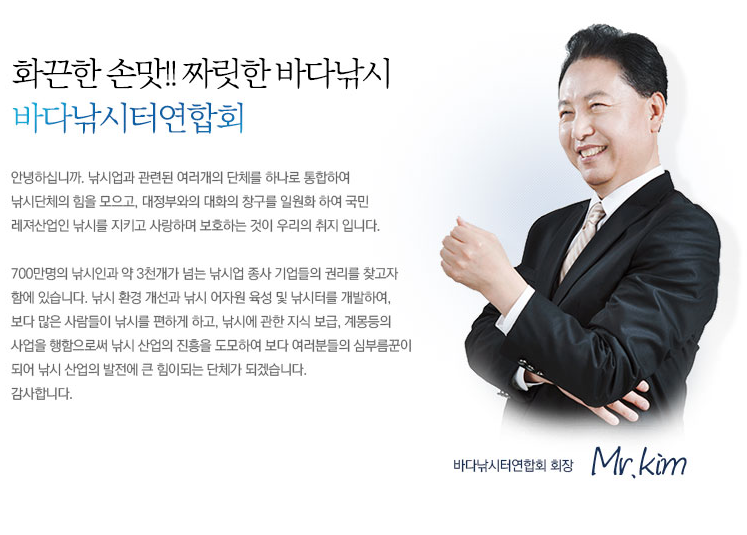 화끈한 손맛!! 짜릿한 바다낚시
바다낚시터연합회
안녕하십니까. 낚시업과 관련된 여러개의 단체를 하나로 통합하여
낚시단체의 힘을 모으고, 대정부와의 대화의 창구를 일원화 하여 국민
레져산업인 낚시를 지키고 사랑하며 보호하는 것이 우리의 취지 입니다.
700만명의 낚시인과 약 3천개가 넘는 낚시업 종사 기업들의 권리를 찾고자
함에 있습니다. 낚시 환경 개선과 낚시 어자원 육성 및 낚시터를 개발하여,
보다 많은 사람들이 낚시를 편하게 하고, 낚시에 관한 지식 보급, 계몽등의
사업을 행함으로써 낚시 산업의 진흥을 도모하여 보다 여러분들의 심부름꾼이
되어 낚시 산업의 발전에 큰 힘이되는 단체가 되겠습니다.
감사합니다.
바다낚시터연합회 회장 Mr.kim